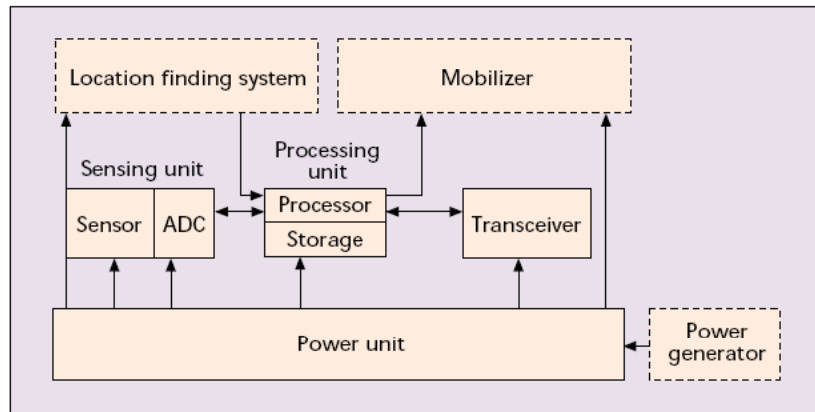 Location finding system
Mobilizer
Sensing unit
Processing
unit
Sensor
ADC
Processor
Storage
Transceiver
Power unit
Power
generator